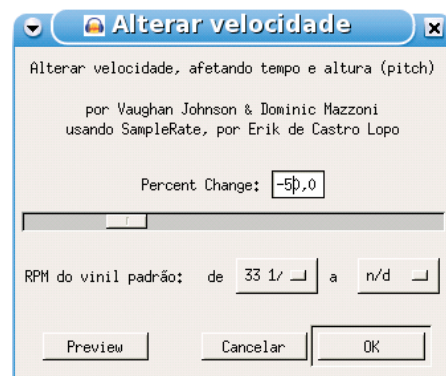 Alterar velocidade
Alterar velocidade, afetando tempo e altura (pitch)
por Vaughan Johnson & Dominic Mazzoni
usando SampleRate, por Erik de Castro Lopo
Percent Change: -50,0
RPM do vinil padrão: de 33 1/ a n/d
Preview Cancelar OK